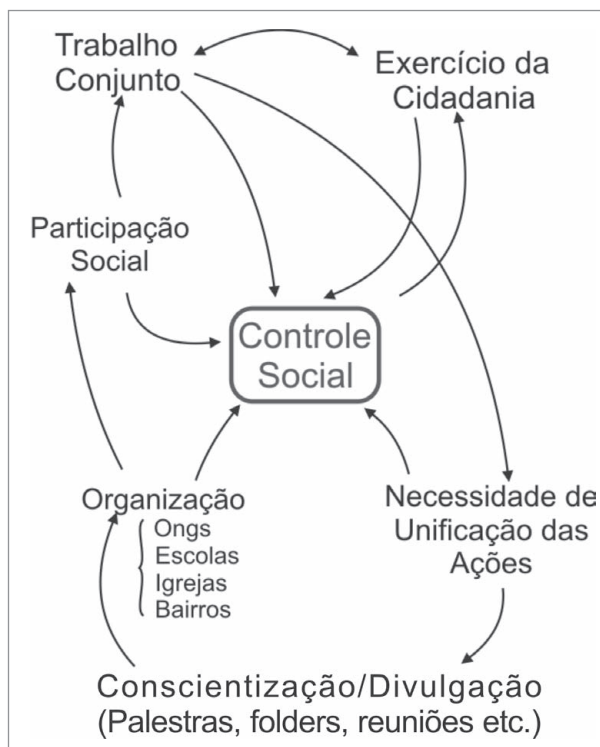 Trabalho
Conjunto
Exercício da
Cidadania
Participação
Social
Controle
Social
Organização
Ongs
Escolas
Igrejas
Bairros
Necessidade de
Unificação das
Ações
Conscientização/Divulgação
(Palestras, folders, reuniões etc.)